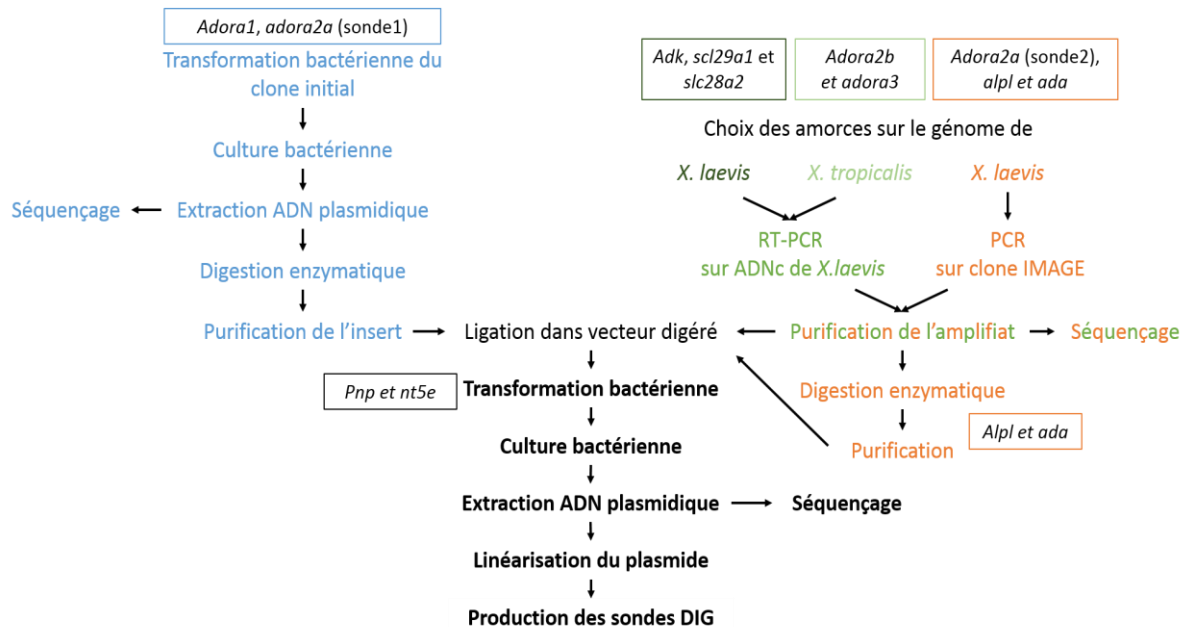 Adora1, adora2a (sonde1)
Transformation bactérienne du
clone initial
Culture bactérienne
Séquençage
Extraction ADN plasmidique
Digestion enzymatique
Purification de l'insert
Adk, scl29a1 et
slc28a2
Adora2b
et adora3
Adora2a (sonde2),
alpl et ada
Choix des amorces sur le génome de
X. laevis
X. tropicalis
X. laevis
RT-PCR
sur ADNc de X.laevis
PCR
sur clone IMAGE
Ligation dans vecteur digéré
Purification de l'amplifiat
Séquençage
Digestion enzymatique
Alpl et ada
Purification
Pnp et nt5e
Transformation bactérienne
Culture bactérienne
Extraction ADN plasmidique
Séquençage
Linéarisation du plasmide
Production des sondes DIG